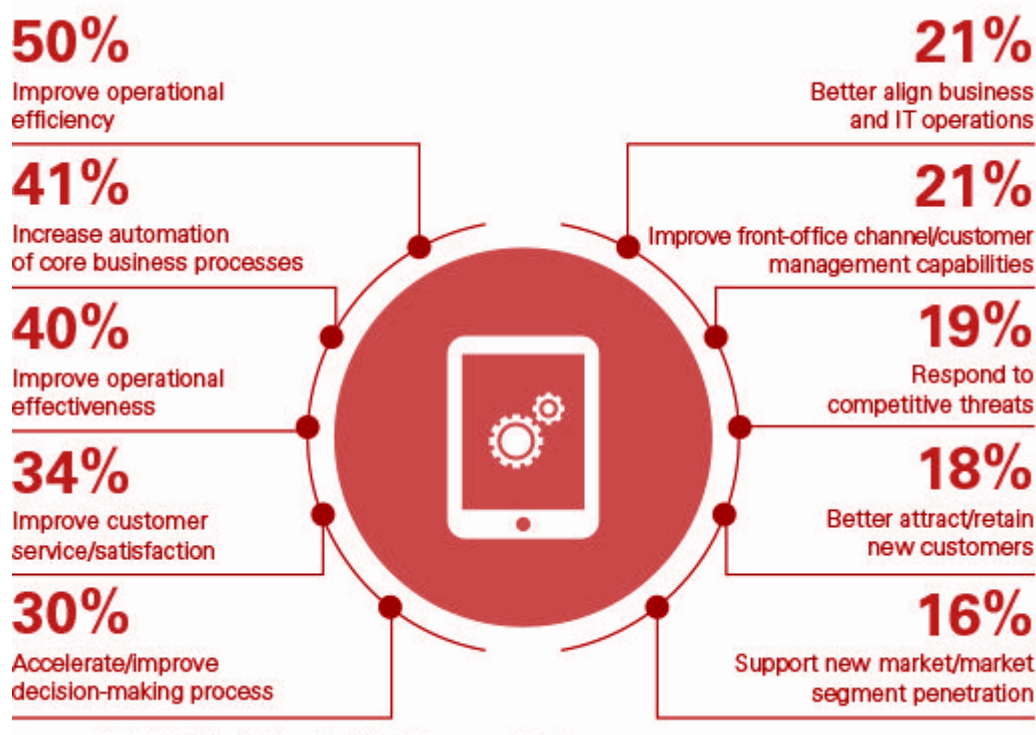 50%
Improve operational
efficiency
41%
Increase automation
of core business processes
40%
Improve operational
effectiveness
34%
Improve customer
service/satisfaction
30%
Accelerate/improve
decision-making process
21%
Better align business
and IT operations
21%
Improve front-office channel/customer
management capabilities
19%
Respond to
competitive threats
18%
Better attract/retain
new customers
16%
Support new market/market
segment penetration